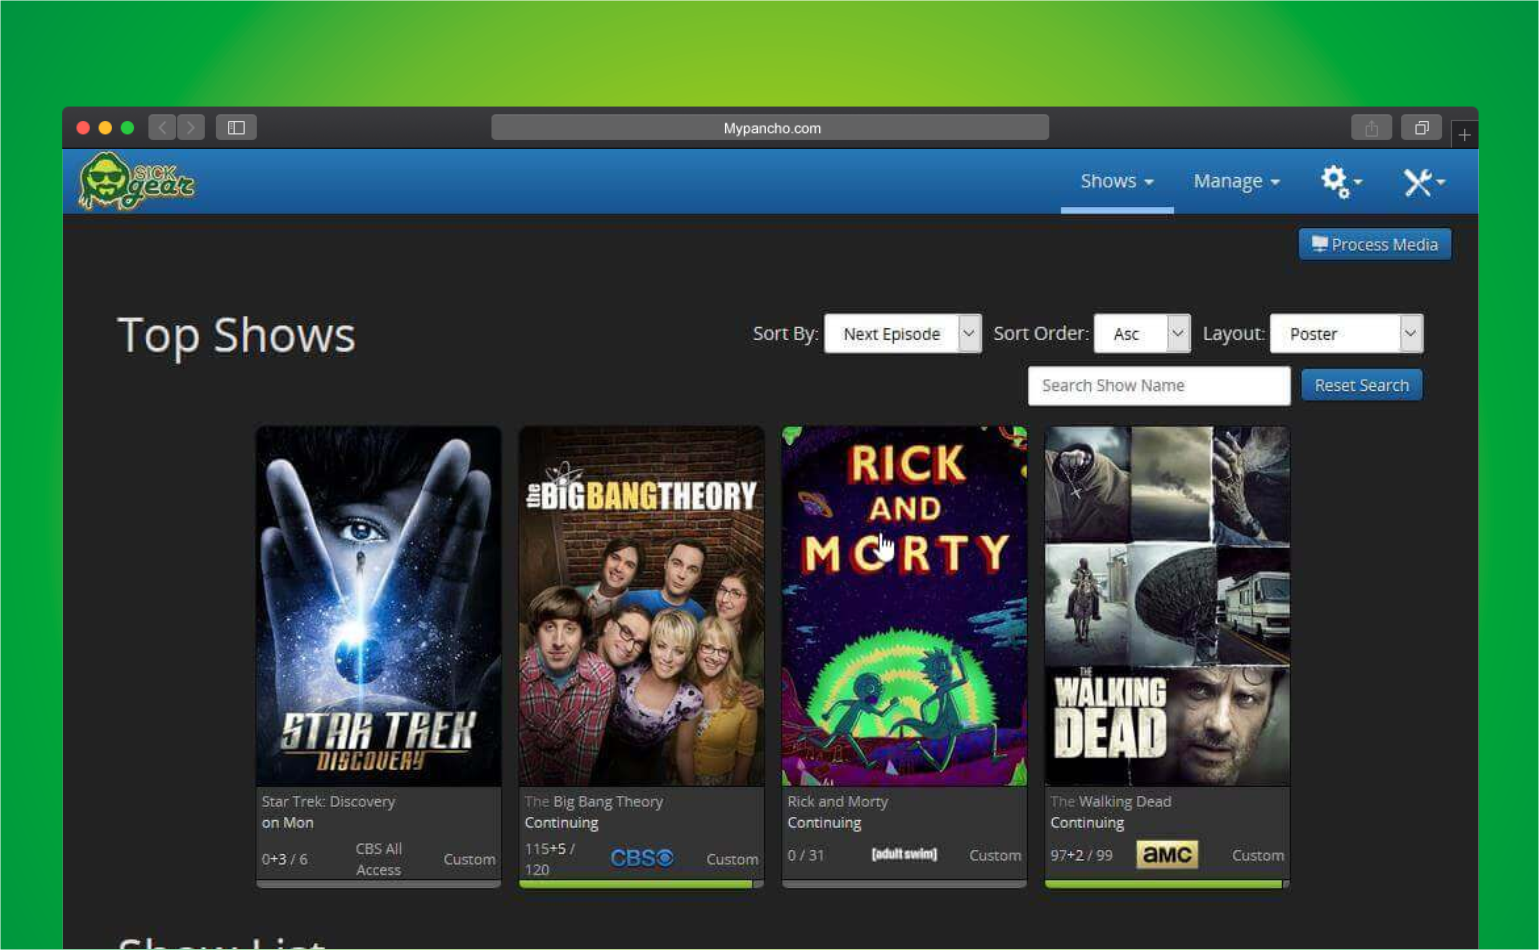 Mypancho.com
SICK
gear
Shows
Manage
Process Media
Top Shows
Sort By: Next Episode Sort Order: Asc Layout: Poster
Search Show Name Reset Search
STAR TREK
DISCOVERY
the BIG BANG THEORY
RICK
AND
MORTY
THE
WALKING
DEAD
Star Trek: Discovery
on Mon
0+3 / 6 CBS All Access Custom
The Big Bang Theory
Continuing
115+5 / 120 CBS Custom
Rick and Morty
Continuing
0 / 31 [adult swim] Custom
The Walking Dead
Continuing
97+2 / 99 aMC Custom
Show List